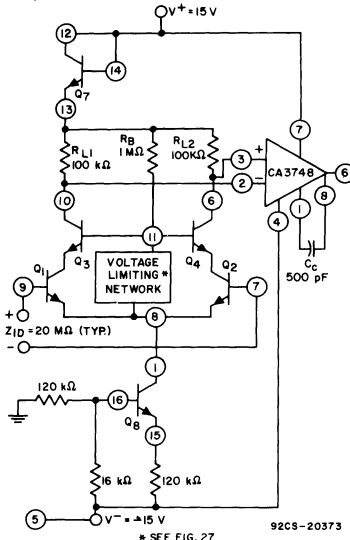 V+ = 15 V
12
14
Q7
13
7
RL1
100 kΩ
RB
1 MΩ
RL2
100KΩ
3
+
CA3748
6
2
−
10
6
4
1
8
Cc
500 pF
11
Q3
Q4
VOLTAGE
LIMITING *
NETWORK
9
Q1
Q2
7
+
ZID = 20 MΩ (TYP.)
−
8
1
120 kΩ
16
Q8
15
16 kΩ
120 kΩ
5
V− = −15 V
92CS-20373
* SEE FIG. 27